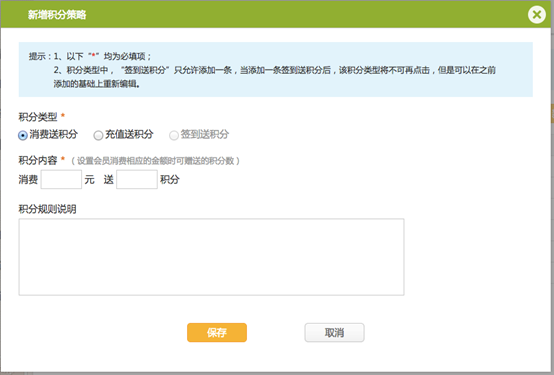 新增积分策略
提示：1、以下“*”均为必填项；
2、积分类型中，“签到送积分”只允许添加一条，当添加一条签到送积分后，该积分类型将不可再点击，但是可以在之前
添加的基础上重新编辑。
积分类型 *
消费送积分 充值送积分 签到送积分
积分内容 *（设置会员消费相应的金额时可赠送的积分数）
消费 元 送 积分
积分规则说明
保存 取消